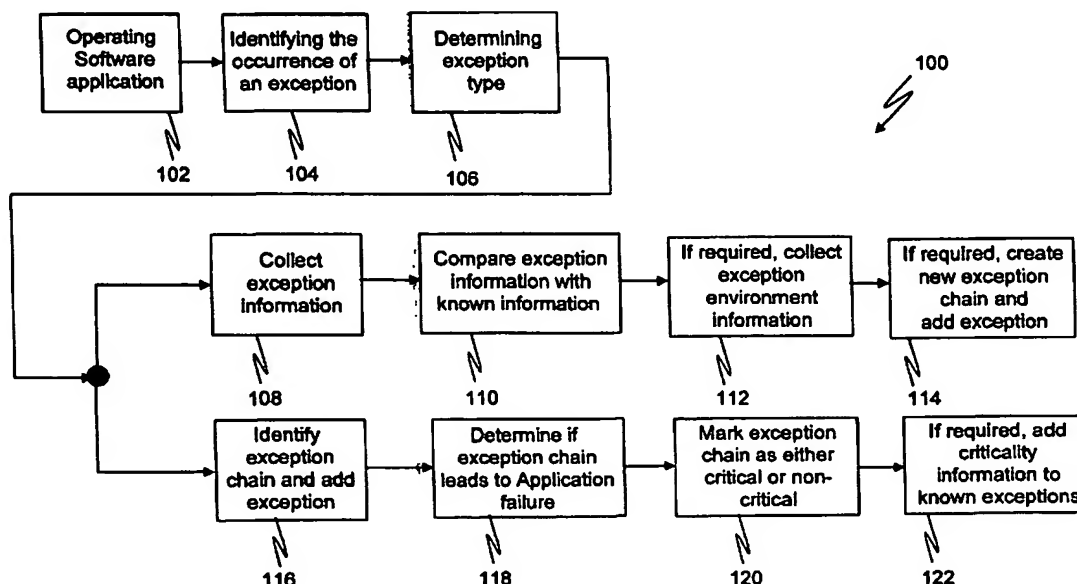 Operating
Software
application
Identifying the
occurrence of
an exception
Determining
exception
type
100
102
104
106
Collect
exception
information
Compare exception
information with
known information
If required, collect
exception
environment
information
If required, create
new exception
chain and
add exception
108
110
112
114
Identify
exception
chain and add
exception
Determine if
exception chain
leads to Application
failure
Mark exception
chain as either
critical or non-
critical
If required, add
criticality
information to
known exceptions
116
118
120
122